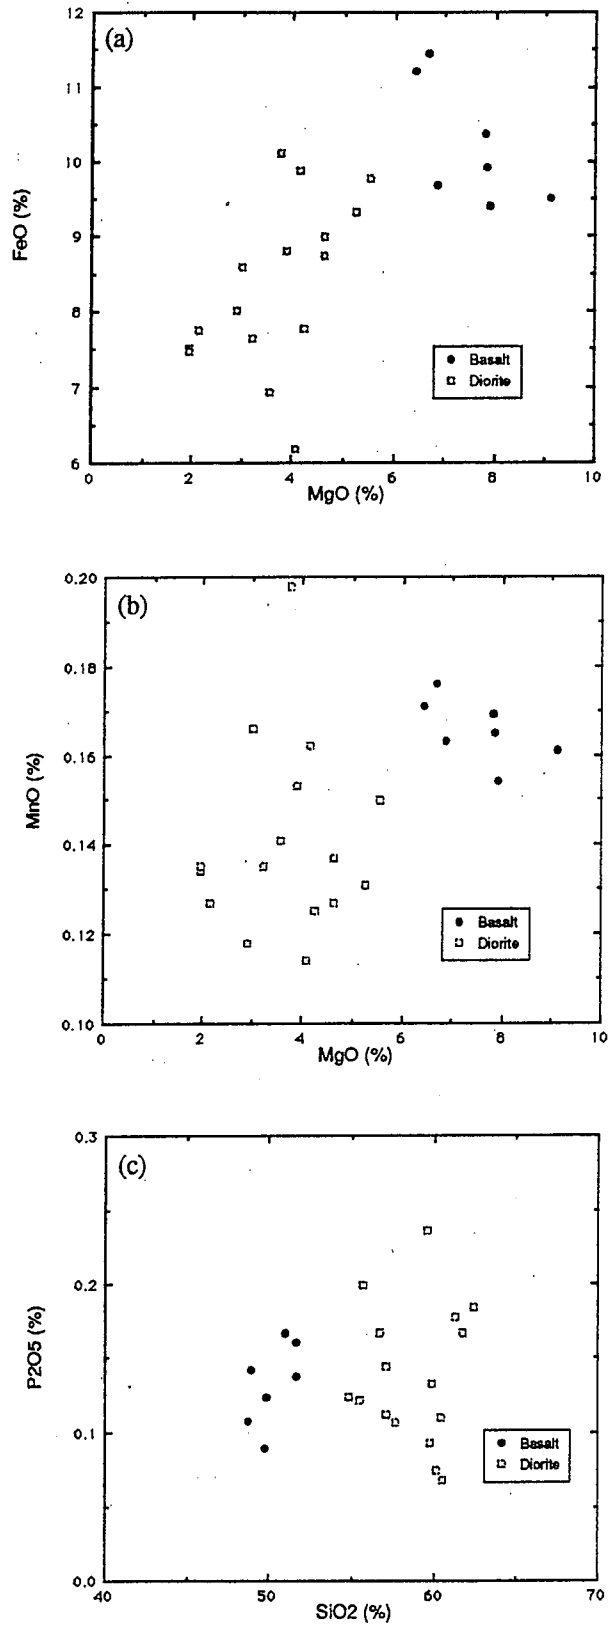 12
(a)
11
10
9
8
7
6
FeO (%)
Basalt
Diorite
0 2 4 6 8 10
MgO (%)
0.20
(b)
0.18
0.16
0.14
0.12
0.10
MnO (%)
Basalt
Diorite
0 2 4 6 8 10
MgO (%)
0.3
(c)
0.2
0.1
0.0
P2O5 (%)
Basalt
Diorite
40 50 60 70
SiO2 (%)